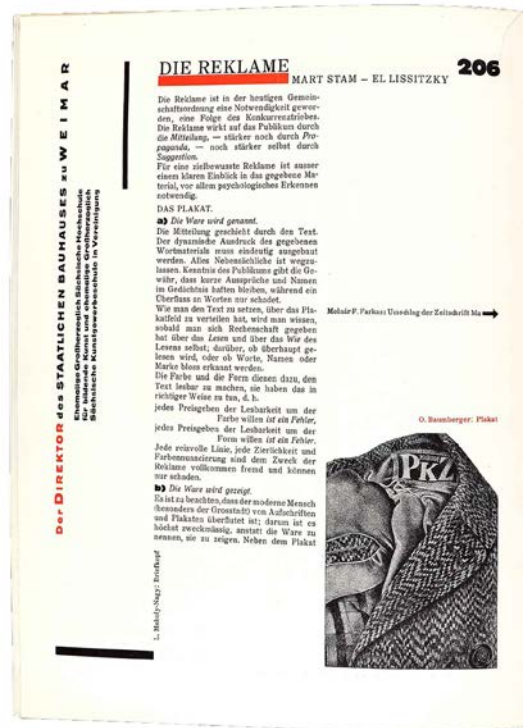 DIE REKLAME
MART STAM – EL LISSITZKY
206
Der DIREKTOR des STAATLICHEN BAUHAUSES zu WEIMAR
Ehemalige Großherzoglich Sächsische Hochschule
für bildende Kunst und ehemalige Großherzoglich
Sächsische Kunstgewerbeschule in Vereinigung
Die Reklame ist in der heutigen Gemein-
schaftsordnung eine Notwendigkeit gewor-
den, eine Folge des Konkurrenztriebes.
Die Reklame wirkt auf das Publikum durch
die Mitteilung, — stärker noch durch Pro-
paganda, — noch stärker selbst durch
Suggestion.
Für eine zielbewusste Reklame ist ausser
einem klaren Einblick in das gegebene Ma-
terial, vor allem psychologisches Erkennen
notwendig.
DAS PLAKAT.
a) Die Ware wird genannt.
Die Mitteilung geschieht durch den Text.
Der dynamische Ausdruck des gegebenen
Wortmaterials muss eindeutig ausgebaut
werden. Alles Nebensächliche ist wegzu-
lassen. Kenntnis des Publikums gibt die Ge-
währ, dass kurze Aussprüche und Namen
im Gedächtnis haften bleiben, während ein
Überfluss an Worten nur schadet.
Wie man den Text zu setzen, über das Pla-
katfeld zu verteilen hat, wird man wissen,
sobald man sich Rechenschaft gegeben
hat über das Lesen und über das Wie des
Lesens selbst; darüber, ob überhaupt ge-
lesen wird, oder ob Worte, Namen oder
Marke bloss erkannt werden.
Die Farbe und die Form dienen dazu, den
Text lesbar zu machen, sie haben das in
richtiger Weise zu tun, d. h.
jedes Preisgeben der Lesbarkeit um der
Farbe willen ist ein Fehler,
jedes Preisgeben der Lesbarkeit um der
Form willen ist ein Fehler.
Jede reizvolle Linie, jede Zierlichkeit und
Farbennuancierung sind dem Zweck der
Reklame vollkommen fremd und können
nur schaden.
b) Die Ware wird gezeigt.
Es ist zu beachten, dass der moderne Mensch
(besonders der Grosstadt) von Aufschriften
und Plakaten überflutet ist; darum ist es
höchst zweckmässig, anstatt die Ware zu
nennen, sie zu zeigen. Neben dem Plakat
L. Moholy-Nagy: Briefkopf
Farkas: Umschlag der Zeitschrift Ma
O. Baumberger: Plakat
PKZ